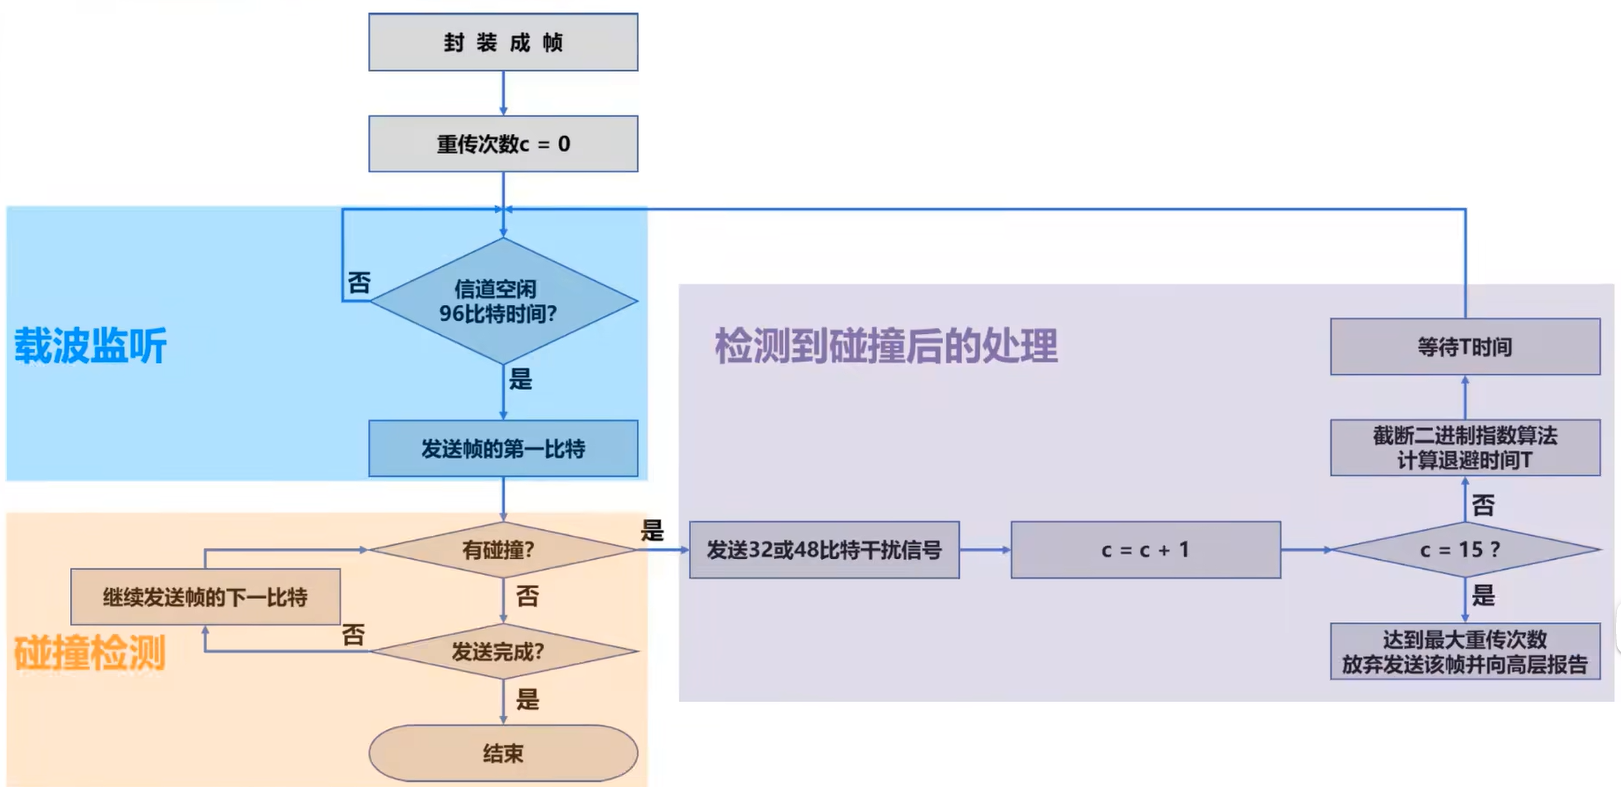 封 装 成 帧
重传次数c = 0
否
信道空闲
96比特时间?
载波监听
是
发送帧的第一比特
检测到碰撞后的处理
等待T时间
截断二进制指数算法
计算退避时间T
否
是
有碰撞?
发送32或48比特干扰信号
c = c + 1
c = 15 ?
否
是
继续发送帧的下一比特
否
碰撞检测
发送完成?
达到最大重传次数
放弃发送该帧并向高层报告
是
结束